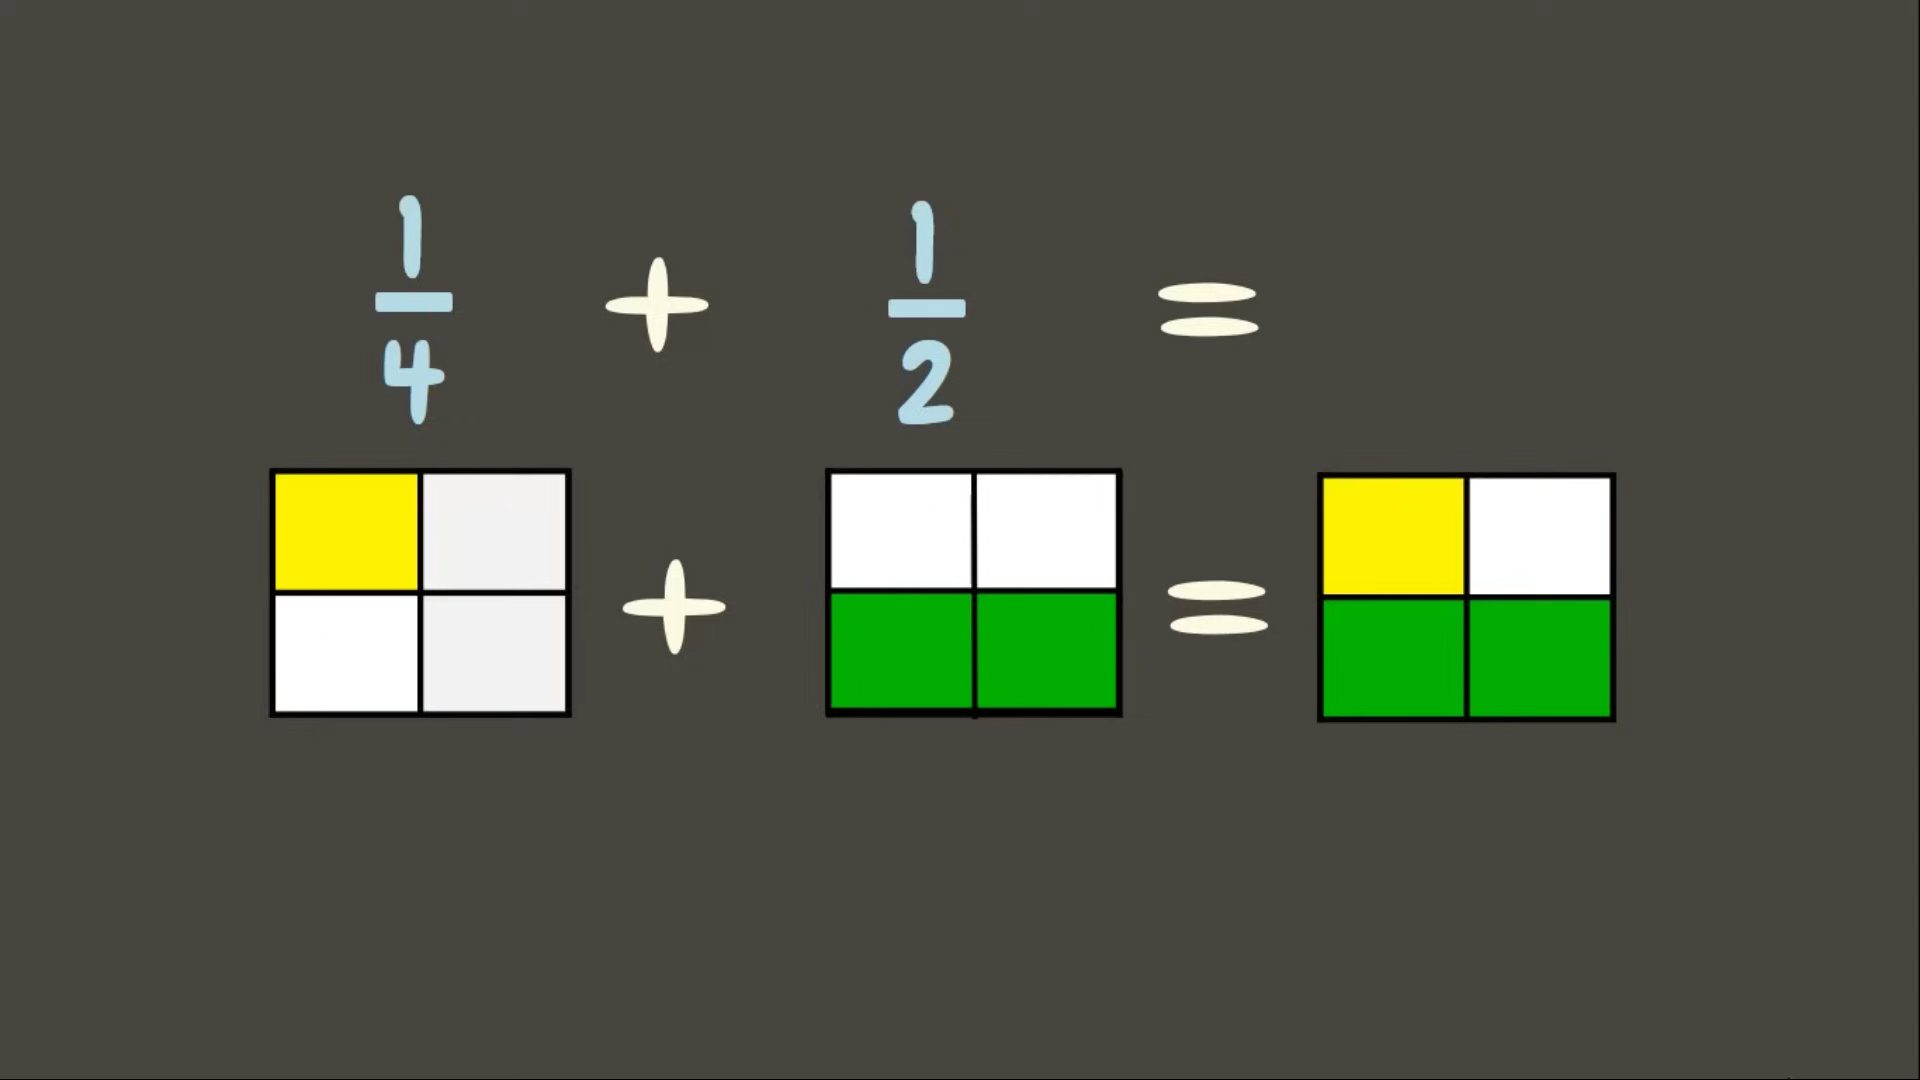 1/4 + 1/2 =
+ =